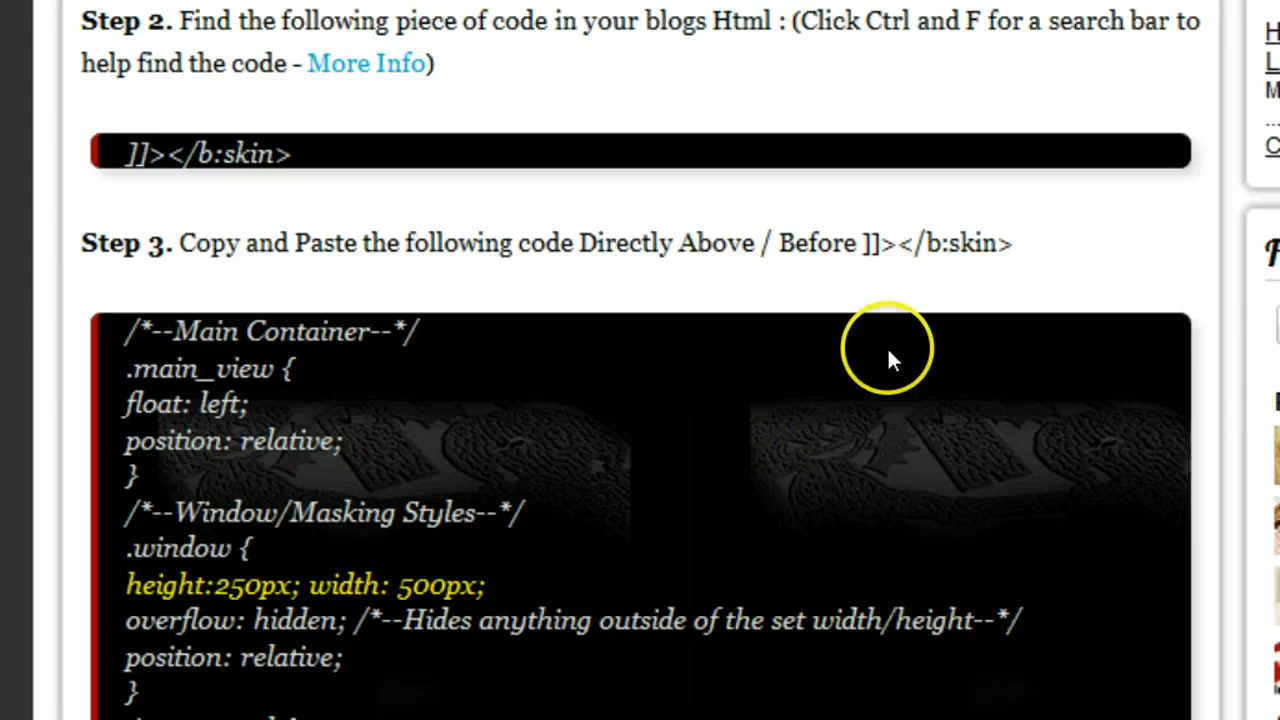 Step 2. Find the following piece of code in your blogs Html : (Click Ctrl and F for a search bar to
help find the code - More Info)
]]></b:skin>
Step 3. Copy and Paste the following code Directly Above / Before ]]></b:skin>
/*--Main Container--*/
.main_view {
float: left;
position: relative;
}
/*--Window/Masking Styles--*/
.window {
height:250px; width: 500px;
overflow: hidden; /*--Hides anything outside of the set width/height--*/
position: relative;
}